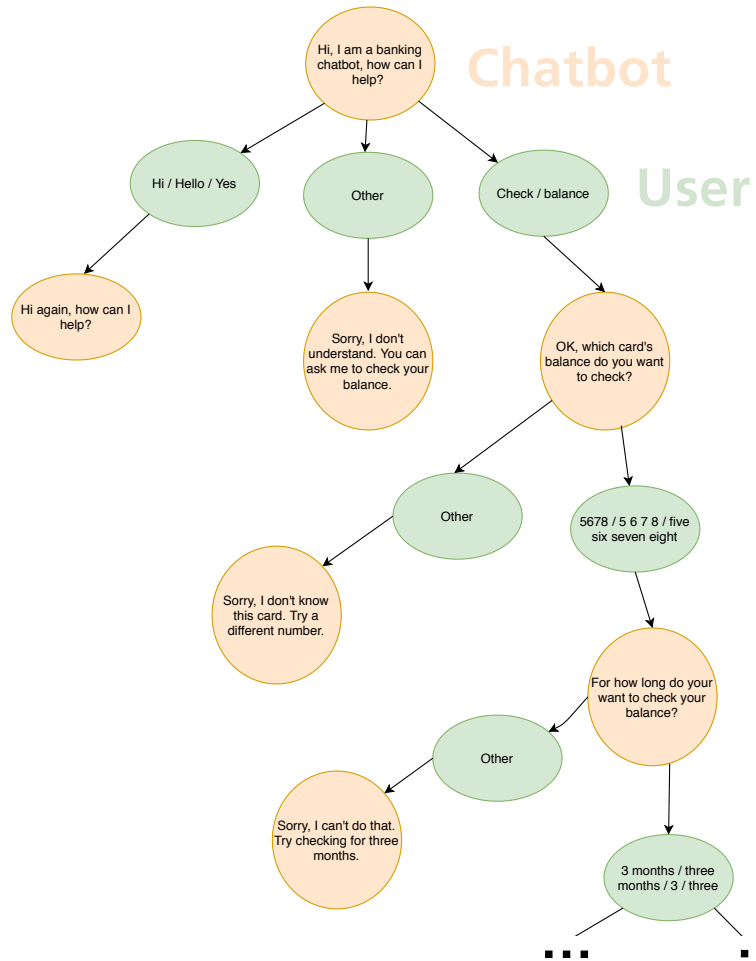 Hi, I am a banking
chatbot, how can I
help?
Chatbot
Hi / Hello / Yes
Other
Check / balance
User
Hi again, how can I
help?
Sorry, I don't
understand. You can
ask me to check your
balance.
OK, which card's
balance do you want
to check?
Other
5678 / 5 6 7 8 / five
six seven eight
Sorry, I don't know
this card. Try a
different number.
For how long do your
want to check your
balance?
Other
Sorry, I can't do that.
Try checking for three
months.
3 months / three
months / 3 / three